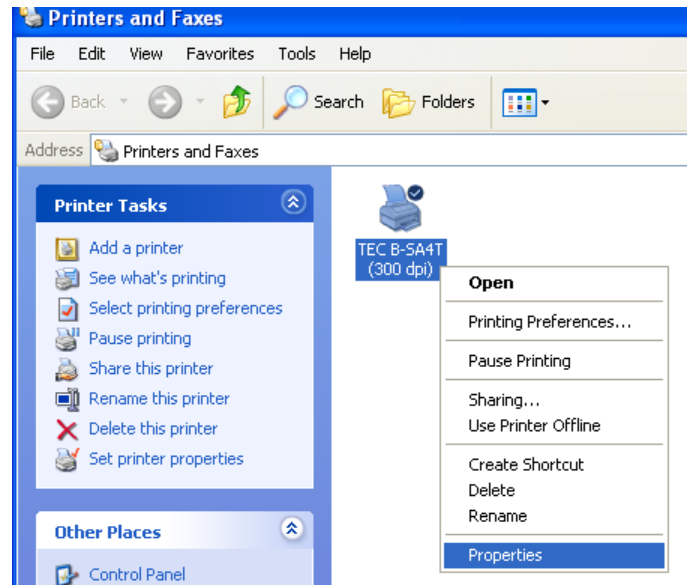 Printers and Faxes
File Edit View Favorites Tools Help
Back Search Folders
Address Printers and Faxes
Printer Tasks
Add a printer
See what's printing
Select printing preferences
Pause printing
Share this printer
Rename this printer
Delete this printer
Set printer properties
Other Places
Control Panel
TEC B-SA4T
(300 dpi)
Open
Printing Preferences...
Pause Printing
Sharing...
Use Printer Offline
Create Shortcut
Delete
Rename
Properties